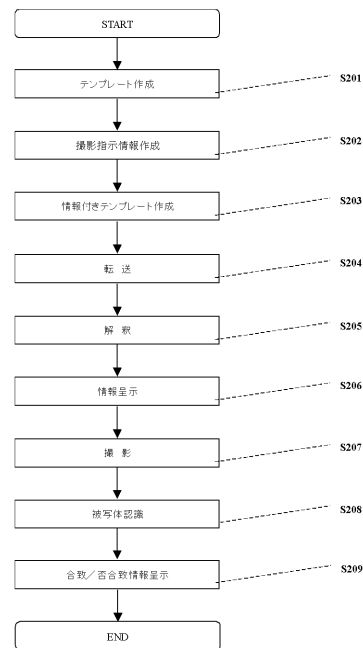 START
テンプレート作成 S201
撮影指示情報作成 S202
情報付きテンプレート作成 S203
転 送 S204
解 釈 S205
情報呈示 S206
撮 影 S207
被写体認識 S208
合致／否合致情報呈示 S209
END